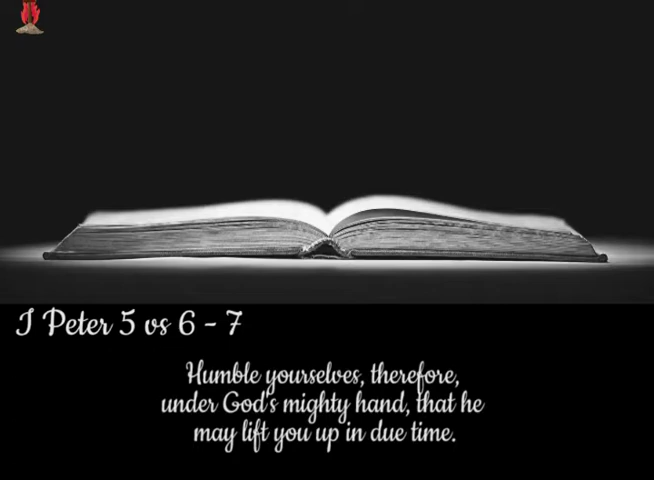 I Peter 5 vs 6 - 7
Humble yourselves, therefore,
under God's mighty hand, that he
may lift you up in due time.